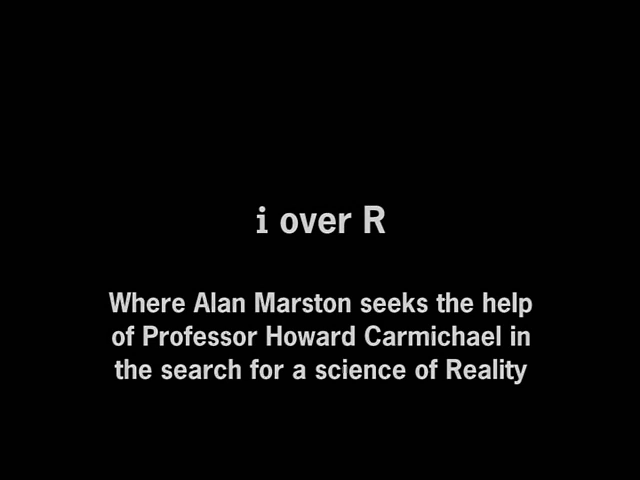 i over R
Where Alan Marston seeks the help
of Professor Howard Carmichael in
the search for a science of Reality